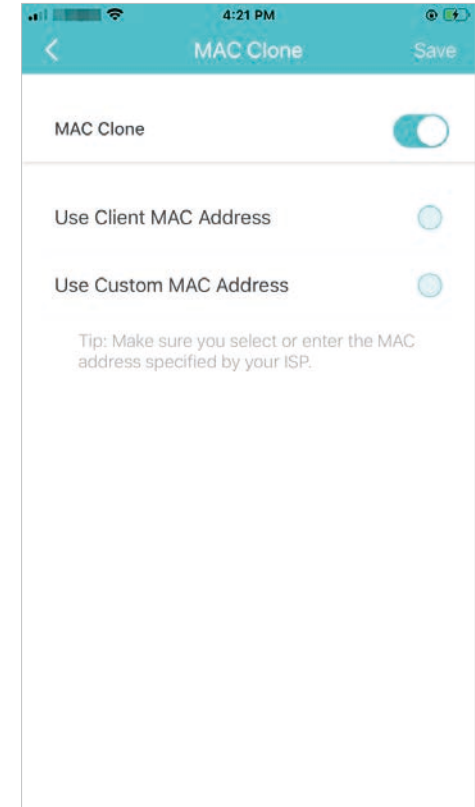 4:21 PM
MAC Clone
Save
MAC Clone
Use Client MAC Address
Use Custom MAC Address
Tip: Make sure you select or enter the MAC
address specified by your ISP.